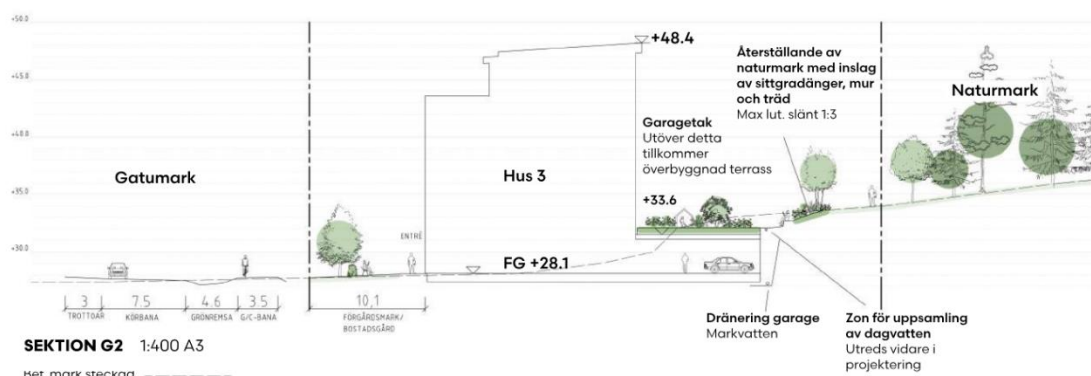 +50.0
+48.4
+45.0
Återställande av
naturmark med inslag
av sittgradänger, mur
och träd
Max lut. slänt 1:3
Naturmark
+40.0
Garagetak
Utöver detta
tillkommer
överbyggnad terrass
Gatumark
Hus 3
+35.0
+33.6
ENTRÉ
+30.0
FG +28.1
3
7.5
4.6
3.5
10,1
TROTTOAR
KÖRBANA
GRÖNREMSA
G/C-BANA
FÖRGÅRDSMARK/
BOSTADSGÅRD
Dränering garage
Markvatten
Zon för uppsamling
av dagvatten
Utreds vidare i
projektering
SEKTION G2 1:400 A3
Bef. mark streckad